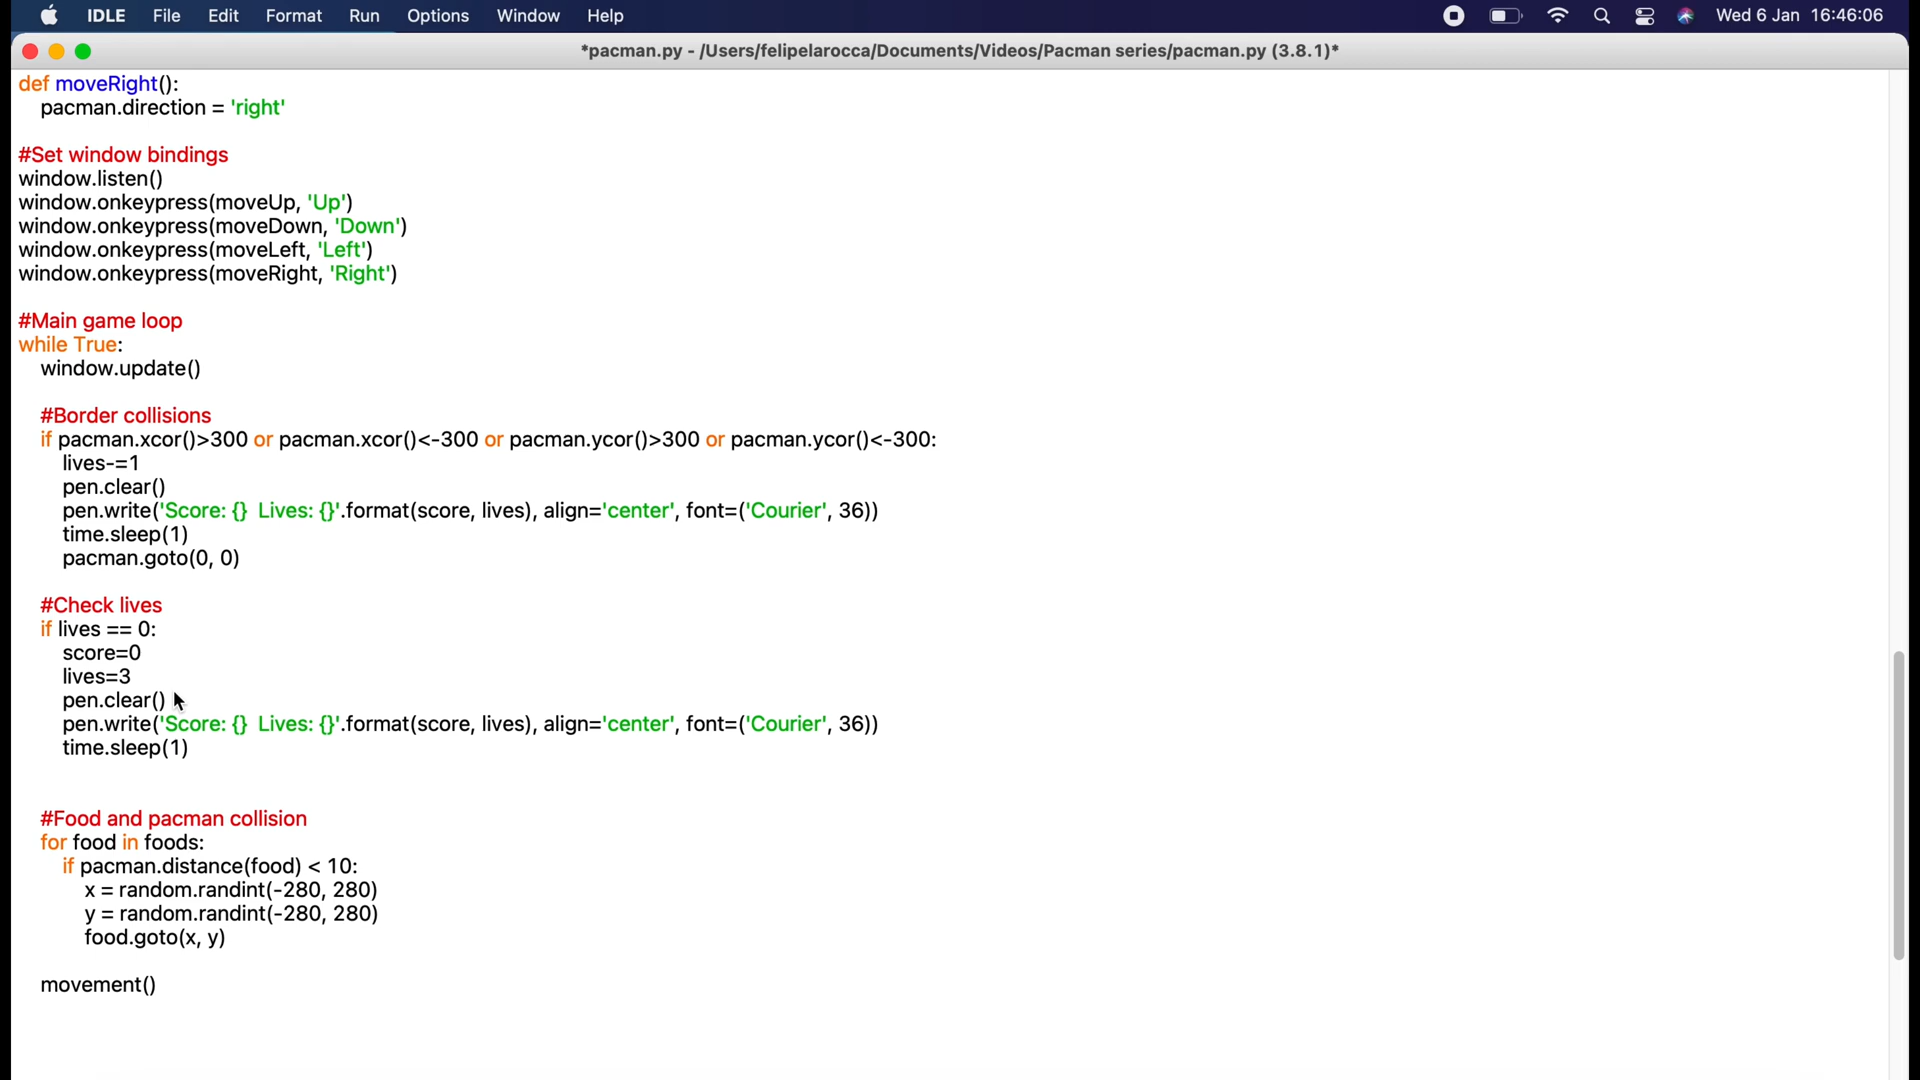 IDLE File Edit Format Run Options Window Help Wed 6 Jan 16:46:06
*pacman.py - /Users/felipelarocca/Documents/Videos/Pacman series/pacman.py (3.8.1)*
def moveRight():
    pacman.direction = 'right'
#Set window bindings
window.listen()
window.onkeypress(moveUp, 'Up')
window.onkeypress(moveDown, 'Down')
window.onkeypress(moveLeft, 'Left')
window.onkeypress(moveRight, 'Right')
#Main game loop
while True:
    window.update()
    #Border collisions
    if pacman.xcor()>300 or pacman.xcor()<-300 or pacman.ycor()>300 or pacman.ycor()<-300:
        lives-=1
        pen.clear()
        pen.write('Score: {}  Lives: {}'.format(score, lives), align='center', font=('Courier', 36))
        time.sleep(1)
        pacman.goto(0, 0)
    #Check lives
    if lives == 0:
        score=0
        lives=3
        pen.clear()
        pen.write('Score: {}  Lives: {}'.format(score, lives), align='center', font=('Courier', 36))
        time.sleep(1)
    #Food and pacman collision
    for food in foods:
        if pacman.distance(food) < 10:
            x = random.randint(-280, 280)
            y = random.randint(-280, 280)
            food.goto(x, y)
    movement()